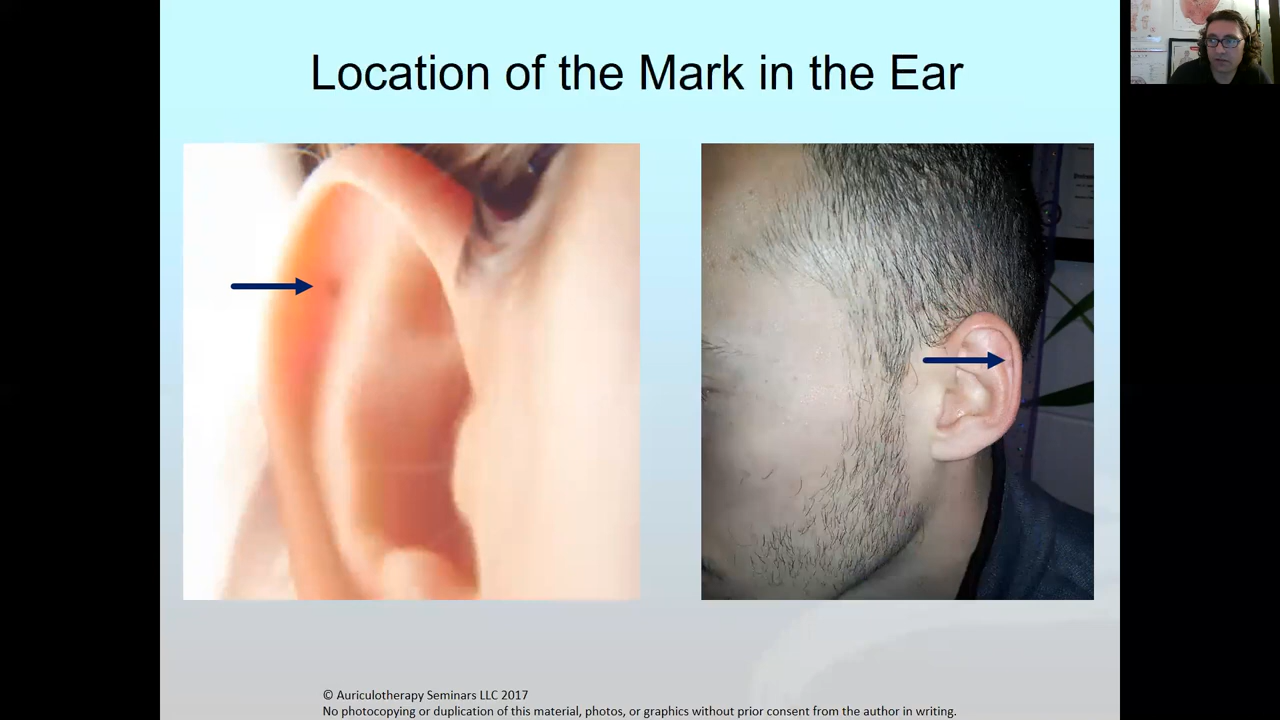 Location of the Mark in the Ear
© Auriculotherapy Seminars LLC 2017
No photocopying or duplication of this material, photos, or graphics without prior consent from the author in writing.